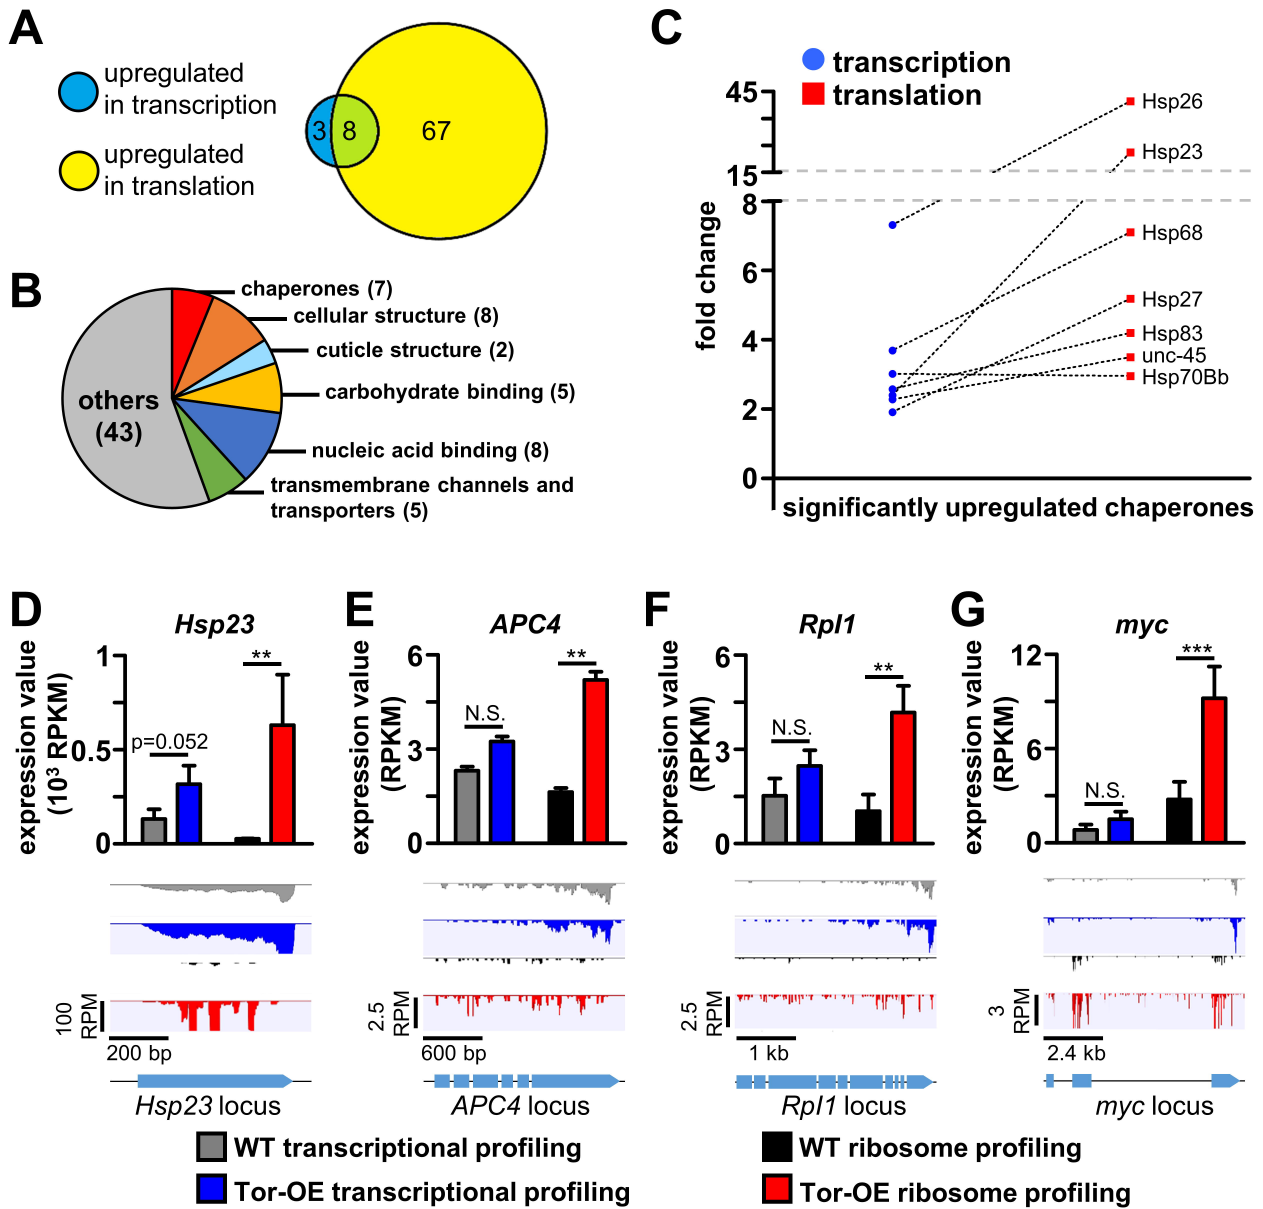 A
upregulated
in transcription
upregulated
in translation
3
8
67
B
chaperones (7)
cellular structure (8)
cuticle structure (2)
carbohydrate binding (5)
nucleic acid binding (8)
transmembrane channels and
transporters (5)
others
(43)
C
transcription
translation
fold change
45
15
8
6
4
2
0
Hsp26
Hsp23
Hsp68
Hsp27
Hsp83
unc-45
Hsp70Bb
significantly upregulated chaperones
D
Hsp23
expression value
(10³ RPKM)
1
0.5
0
p=0.052
**
100
RPM
200 bp
Hsp23 locus
E
APC4
expression value
(RPKM)
6
3
0
N.S.
**
2.5
RPM
600 bp
APC4 locus
F
RpI1
expression value
(RPKM)
6
3
0
N.S.
**
2.5
RPM
1 kb
RpI1 locus
G
myc
expression value
(RPKM)
12
6
0
N.S.
***
3
RPM
2.4 kb
myc locus
WT transcriptional profiling
WT ribosome profiling
Tor-OE transcriptional profiling
Tor-OE ribosome profiling